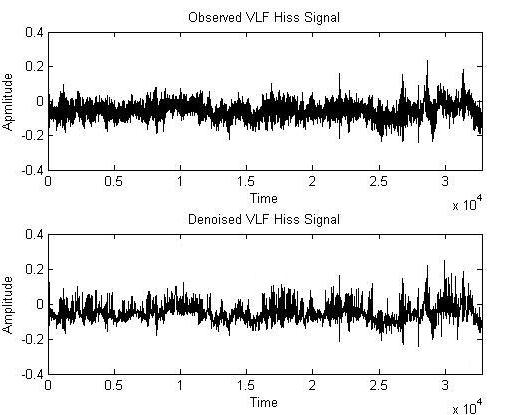 Observed VLF Hiss Signal
0.4
0.2
0
-0.2
-0.4
Apmlitude
0 0.5 1 1.5 2 2.5 3
Time
x 10^4
Denoised VLF Hiss Signal
0.4
0.2
0
-0.2
-0.4
Amplitude
0 0.5 1 1.5 2 2.5 3
Time
x 10^4